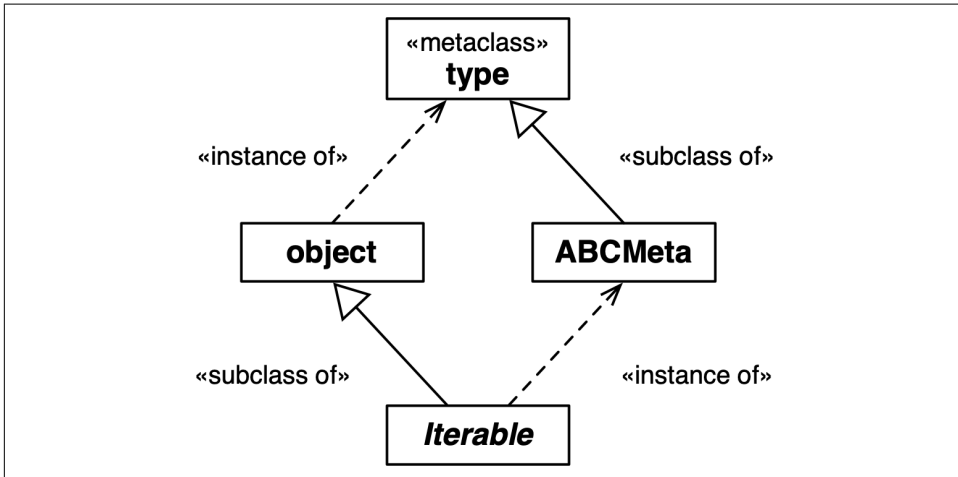 «metaclass»
type
«instance of»
«subclass of»
object
ABCMeta
«subclass of»
«instance of»
Iterable